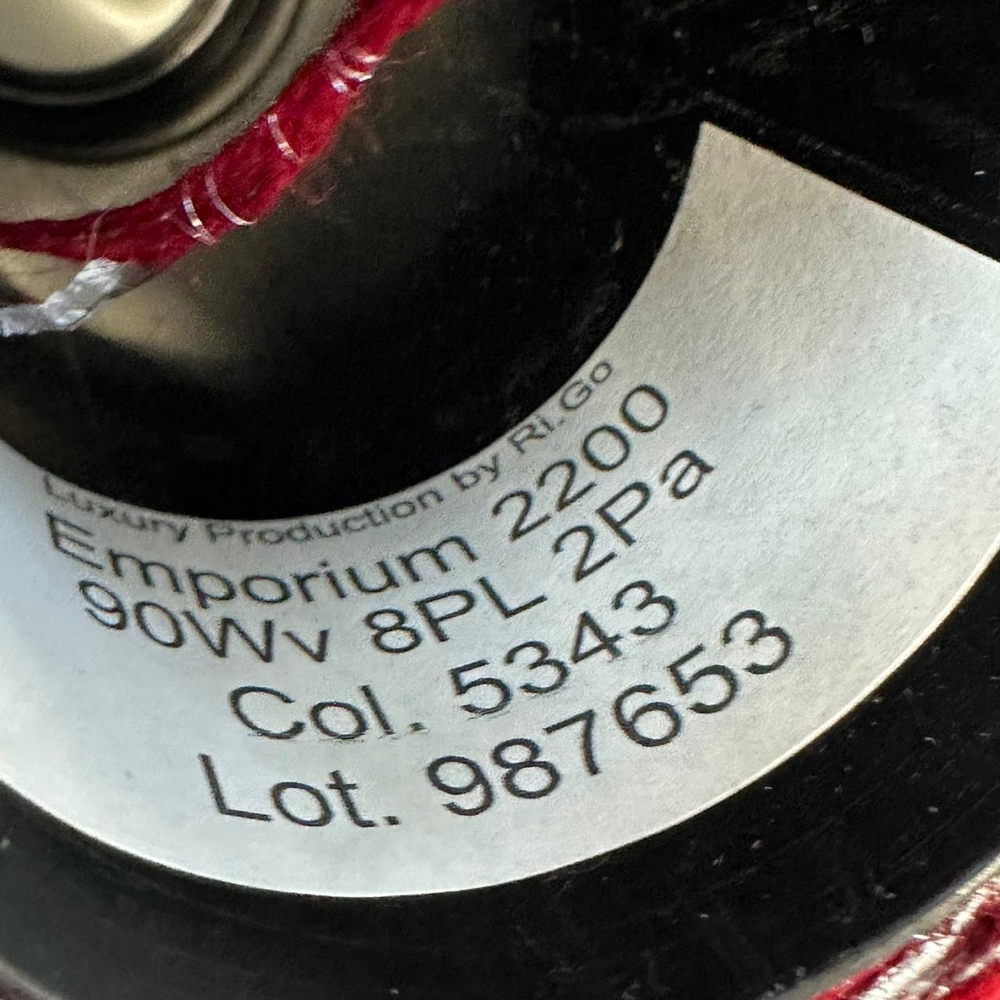 Luxury Production by Ri.Go
Emporium 2200
90Wv 8PL 2Pa
Col. 5343
Lot. 987653